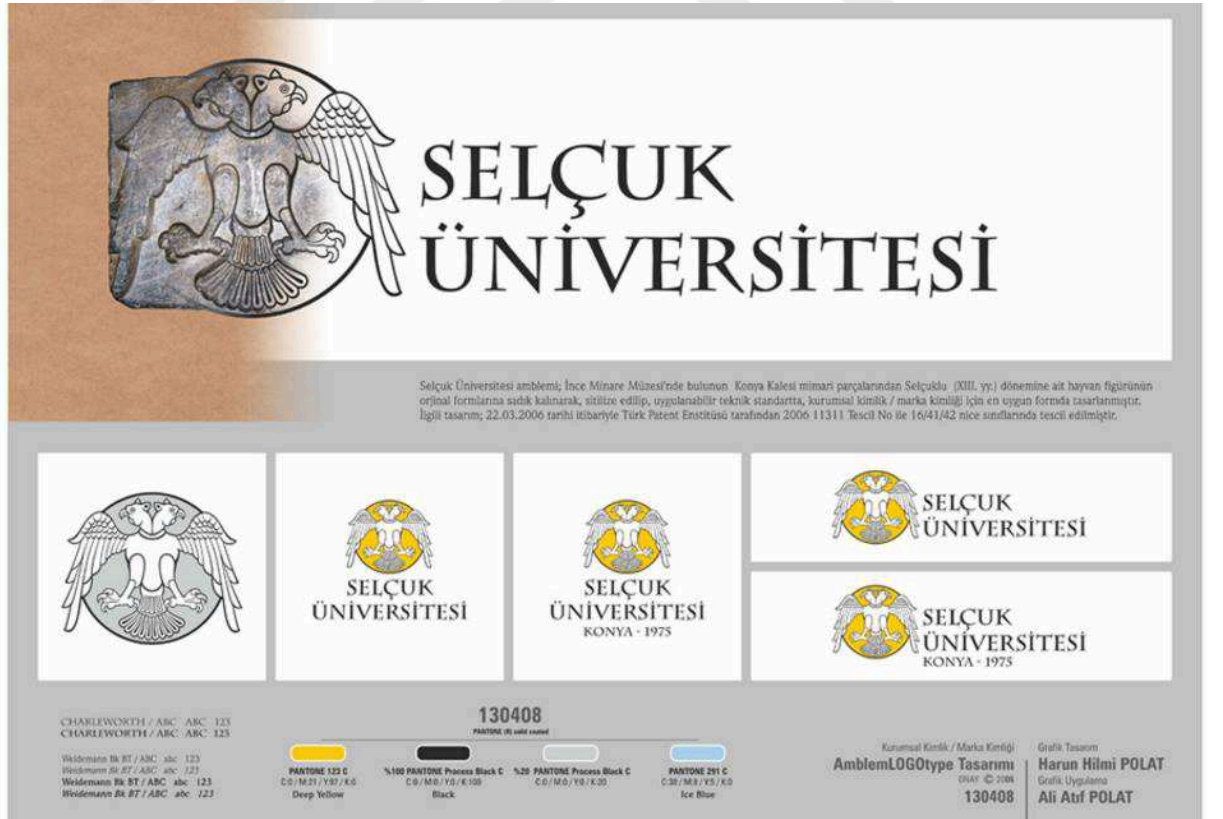 SELÇUK
ÜNİVERSİTESİ
Selçuk Üniversitesi amblemi; İnce Minare Müzesi'nde bulunun Konya Kalesi mimari parçalarından Selçuklu (XIII. yy.) dönemine ait hayvan figürünün
orjinal formlarına sadık kalınarak, stilize edilip, uygulanabilir teknik standartta, kurumsal kimlik / marka kimliği için en uygun formda tasarlanmıştır.
İlgili tasarım; 22.03.2006 tarihi itibariyle Türk Patent Enstitüsü tarafından 2006 11311 Tescil No ile 16/41/42 nice sınıflarında tescil edilmiştir.
SELÇUK
ÜNİVERSİTESİ
SELÇUK
ÜNİVERSİTESİ
KONYA - 1975
SELÇUK
ÜNİVERSİTESİ
SELÇUK
ÜNİVERSİTESİ
KONYA - 1975
CHARLEWORTH / ABC ABC 123
CHARLEWORTH / ABC ABC 123
Weidemann Bk BT / ABC abc 123
Weidemann Bk BT / ABC abc 123
Weidemann Bk BT / ABC abc 123
Weidemann Bk BT / ABC abc 123
130408
PANTONE (R) solid coated
PANTONE 123 C
C:0 / M:21 / Y:97 / K:0
Deep Yellow
%100 PANTONE Process Black C
C:0 / M:0 / Y:0 / K:100
Black
%20 PANTONE Process Black C
C:0 / M:0 / Y:0 / K:20
PANTONE 291 C
C:38 / M:8 / Y:5 / K:0
Ice Blue
Kurumsal Kimlik / Marka Kimliği
AmblemLOGOtype Tasarımı
ONAY © 2008
130408
Grafik Tasarım
Harun Hilmi POLAT
Grafik Uygulama
Ali Atıf POLAT